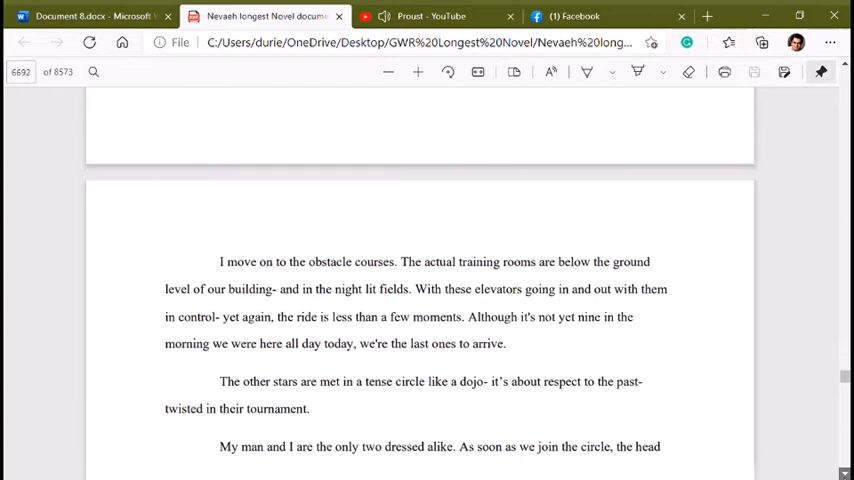 Document 8.docx - Microsoft W
Nevaeh longest Novel docume
Proust - YouTube
(1) Facebook
File
C:/Users/durie/OneDrive/Desktop/GWR%20Longest%20Novel/Nevaeh%20long...
6692 of 8573
I move on to the obstacle courses. The actual training rooms are below the ground
level of our building- and in the night lit fields. With these elevators going in and out with them
in control- yet again, the ride is less than a few moments. Although it's not yet nine in the
morning we were here all day today, we're the last ones to arrive.
The other stars are met in a tense circle like a dojo- it's about respect to the past-
twisted in their tournament.
My man and I are the only two dressed alike. As soon as we join the circle, the head